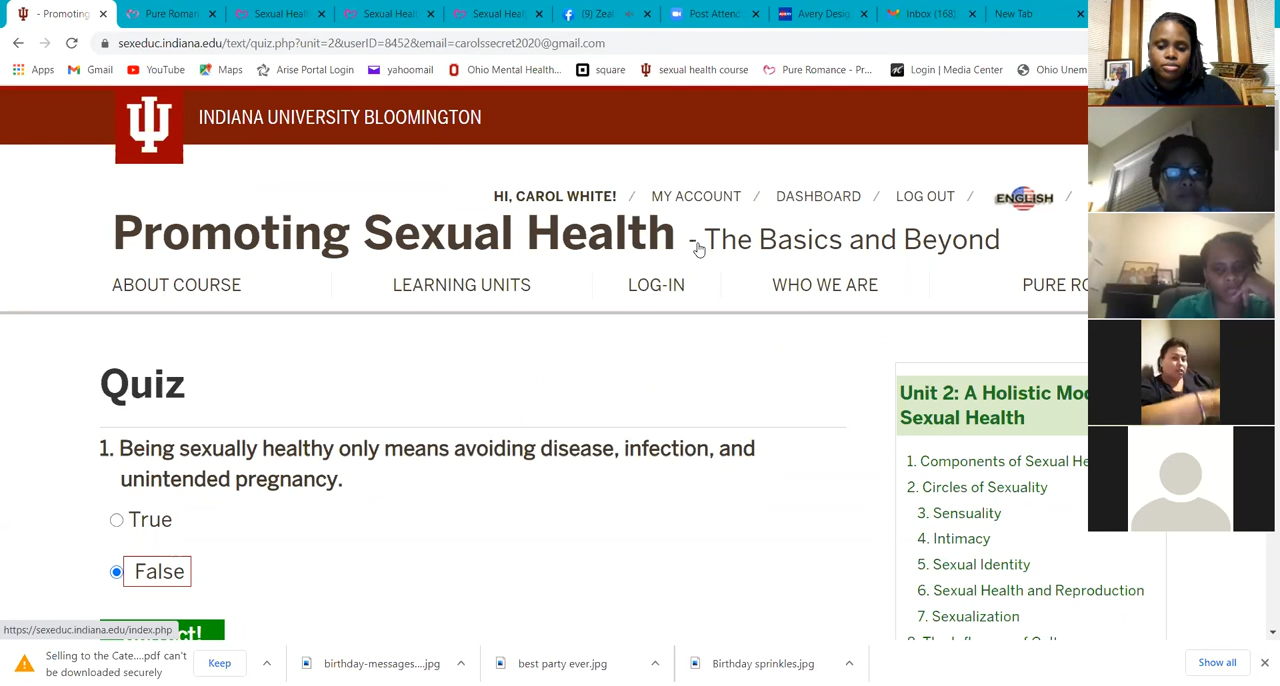 - Promoting
Pure Roman
Sexual Heal
Sexual Heal
Sexual Heal
(9) Zeal
Post Attend
AVERY
Avery Desig
Inbox (168)
New Tab
sexeduc.indiana.edu/text/quiz.php?unit=2&userID=8452&email=carolssecret2020@gmail.com
Apps
Gmail
YouTube
Maps
Arise Portal Login
yahoomail
Ohio Mental Health...
square
sexual health course
Pure Romance - Pr...
Login | Media Center
Ohio Unem
INDIANA UNIVERSITY BLOOMINGTON
HI, CAROL WHITE! / MY ACCOUNT / DASHBOARD / LOG OUT / ENGLISH /
Promoting Sexual Health - The Basics and Beyond
ABOUT COURSE
LEARNING UNITS
LOG-IN
WHO WE ARE
PURE RO
Quiz
1. Being sexually healthy only means avoiding disease, infection, and
unintended pregnancy.
True
False
Unit 2: A Holistic Mod
Sexual Health
1. Components of Sexual He
2. Circles of Sexuality
3. Sensuality
4. Intimacy
5. Sexual Identity
6. Sexual Health and Reproduction
7. Sexualization
https://sexeduc.indiana.edu/index.php
Selling to the Cate....pdf can't
be downloaded securely
Keep
birthday-messages....jpg
best party ever.jpg
Birthday sprinkles.jpg
Show all